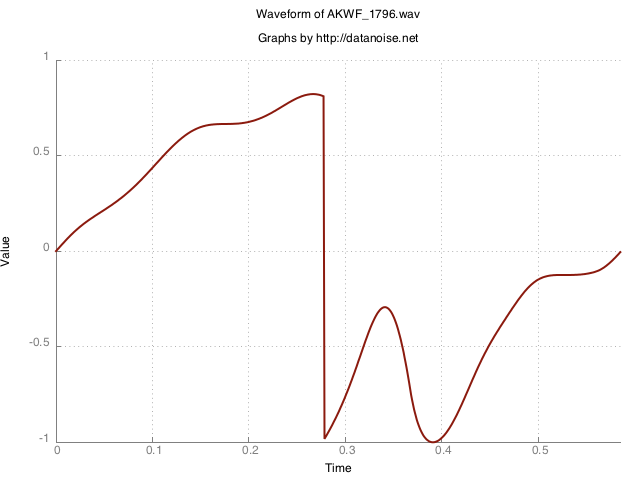 Waveform of AKWF_1796.wav
Graphs by http://datanoise.net
1
0.5
0
-0.5
-1
Value
0 0.1 0.2 0.3 0.4 0.5
Time